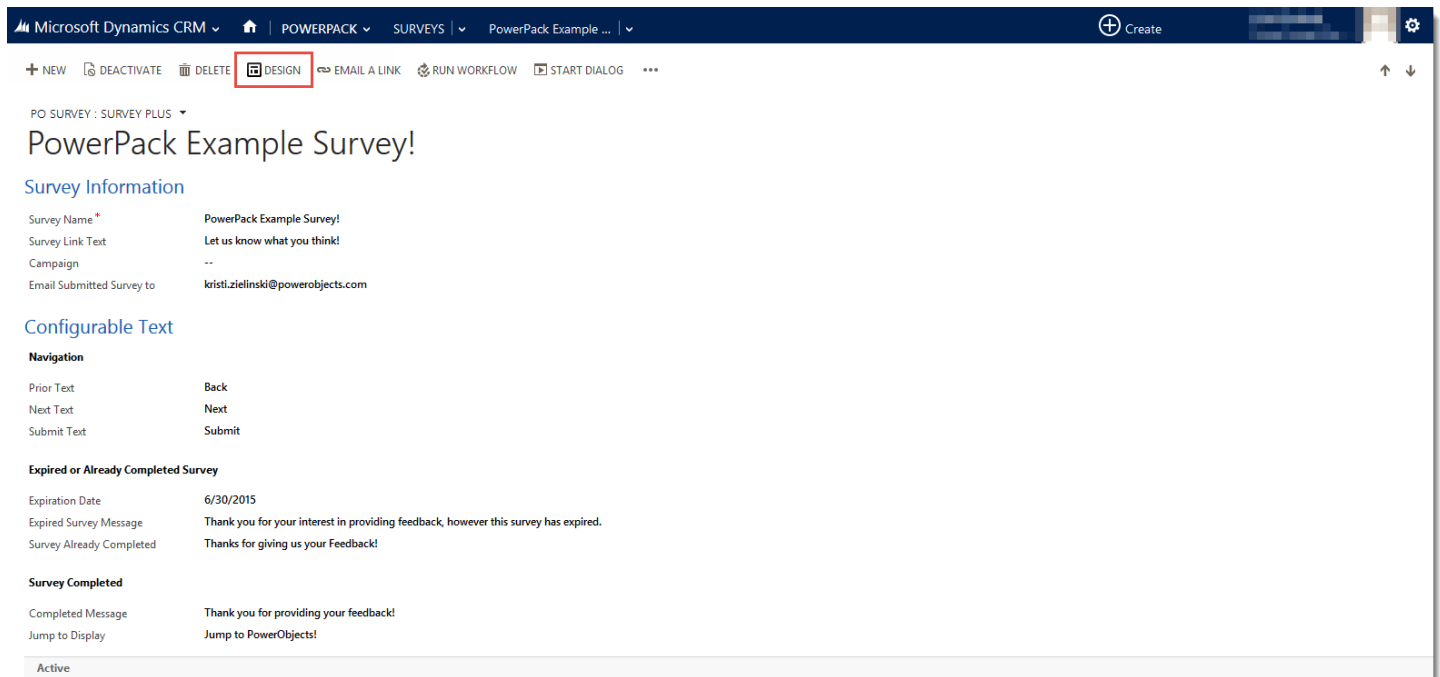 Microsoft Dynamics CRM POWERPACK SURVEYS PowerPack Example ... Create
NEW DEACTIVATE DELETE DESIGN EMAIL A LINK RUN WORKFLOW START DIALOG •••
PO SURVEY : SURVEY PLUS
PowerPack Example Survey!
Survey Information
Survey Name* PowerPack Example Survey!
Survey Link Text Let us know what you think!
Campaign --
Email Submitted Survey to kristi.zielinski@powerobjects.com
Configurable Text
Navigation
Prior Text Back
Next Text Next
Submit Text Submit
Expired or Already Completed Survey
Expiration Date 6/30/2015
Expired Survey Message Thank you for your interest in providing feedback, however this survey has expired.
Survey Already Completed Thanks for giving us your Feedback!
Survey Completed
Completed Message Thank you for providing your feedback!
Jump to Display Jump to PowerObjects!
Active